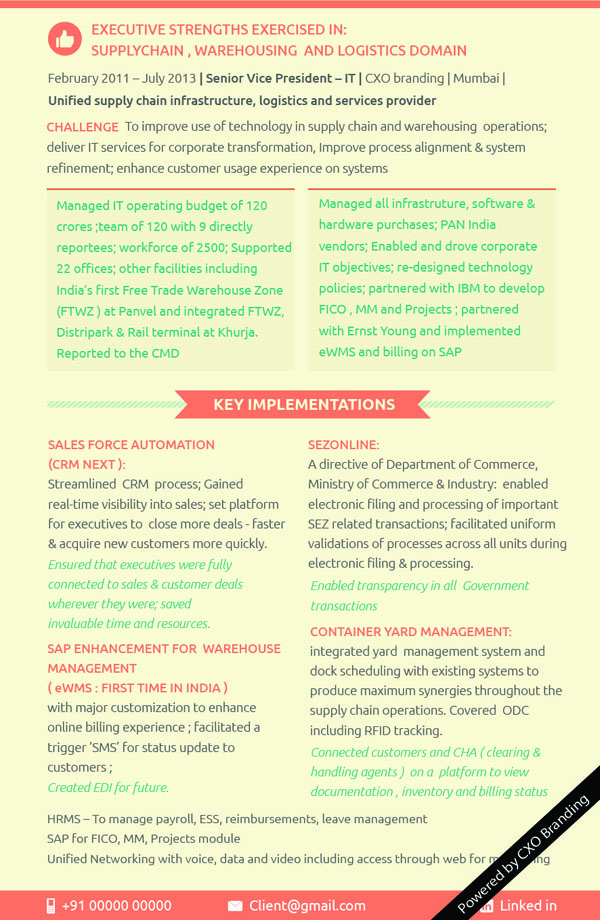 EXECUTIVE STRENGTHS EXERCISED IN:
SUPPLYCHAIN , WAREHOUSING AND LOGISTICS DOMAIN
February 2011 – July 2013 | Senior Vice President – IT | CXO branding | Mumbai |
Unified supply chain infrastructure, logistics and services provider
CHALLENGE To improve use of technology in supply chain and warehousing operations;
deliver IT services for corporate transformation, Improve process alignment & system
refinement; enhance customer usage experience on systems
Managed IT operating budget of 120
crores ;team of 120 with 9 directly
reportees; workforce of 2500; Supported
22 offices; other facilities including
India's first Free Trade Warehouse Zone
(FTWZ ) at Panvel and integrated FTWZ,
Distripark & Rail terminal at Khurja.
Reported to the CMD
Managed all infrastruture, software &
hardware purchases; PAN India
vendors; Enabled and drove corporate
IT objectives; re-designed technology
policies; partnered with IBM to develop
FICO , MM and Projects ; partnered
with Ernst Young and implemented
eWMS and billing on SAP
KEY IMPLEMENTATIONS
SALES FORCE AUTOMATION
(CRM NEXT ):
Streamlined CRM process; Gained
real-time visibility into sales; set platform
for executives to close more deals - faster
& acquire new customers more quickly.
Ensured that executives were fully
connected to sales & customer deals
wherever they were; saved
invaluable time and resources.
SAP ENHANCEMENT FOR WAREHOUSE
MANAGEMENT
( eWMS : FIRST TIME IN INDIA )
with major customization to enhance
online billing experience ; facilitated a
trigger 'SMS' for status update to
customers ;
Created EDI for future.
SEZONLINE:
A directive of Department of Commerce,
Ministry of Commerce & Industry: enabled
electronic filing and processing of important
SEZ related transactions; facilitated uniform
validations of processes across all units during
electronic filing & processing.
Enabled transparency in all Government
transactions
CONTAINER YARD MANAGEMENT:
integrated yard management system and
dock scheduling with existing systems to
produce maximum synergies throughout the
supply chain operations. Covered ODC
including RFID tracking.
Connected customers and CHA ( clearing &
handling agents ) on a platform to view
documentation , inventory and billing status
HRMS – To manage payroll, ESS, reimbursements, leave management
SAP for FICO, MM, Projects module
Unified Networking with voice, data and video including access through web for
Powered by CXO Branding
+91 00000 00000
Client@gmail.com
Linked in